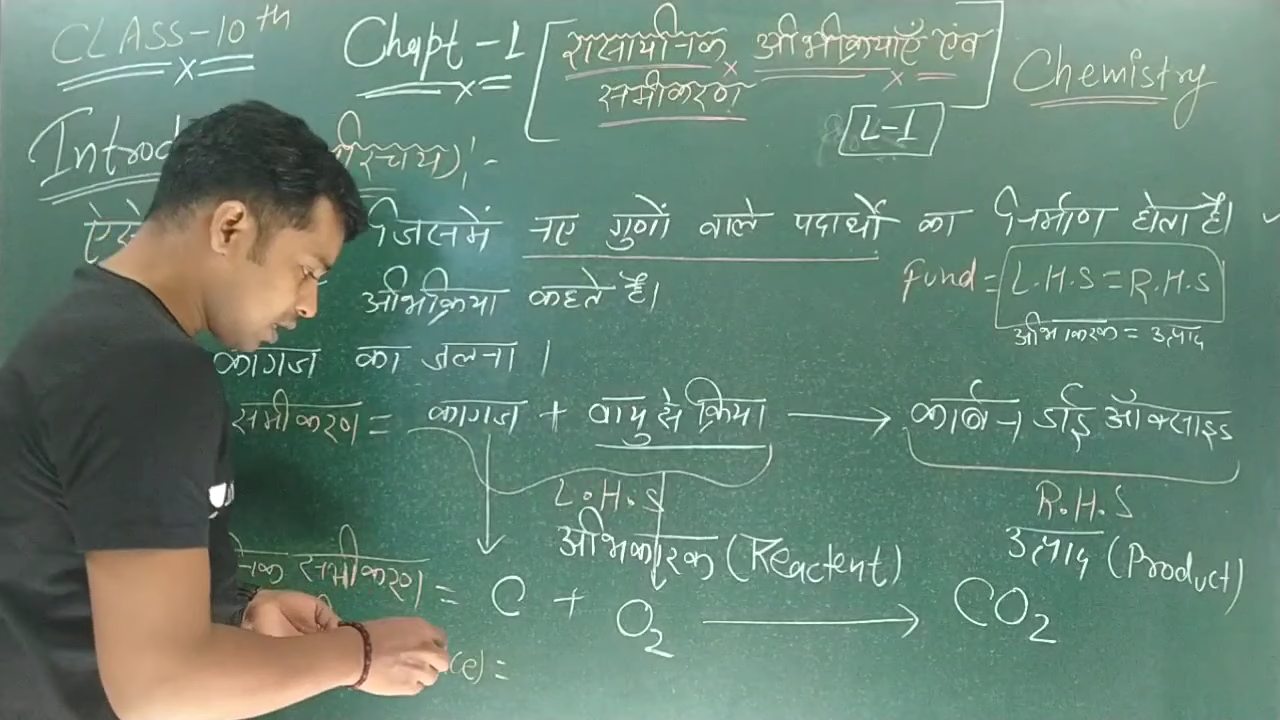 CLASS-10th
Chapt-1 [रासायनिक अभिक्रियाएँ एवं
समीकरण]
Chemistry
L-1
परिचय):-
जिसमें नए गुणों वाले पदार्थों का निर्माण होता है।
अभिक्रिया कहते है।
Fund = L.H.S = R.H.S
अभिकारक = उत्पाद
कागज का जलना।
समीकरण = कागज + वायु से क्रिया → कार्बन डाई ऑक्साइड
L.H.S
R.H.S
अभिकारक (Reactent)
उत्पाद (Product)
समीकरण = C + O2 → CO2